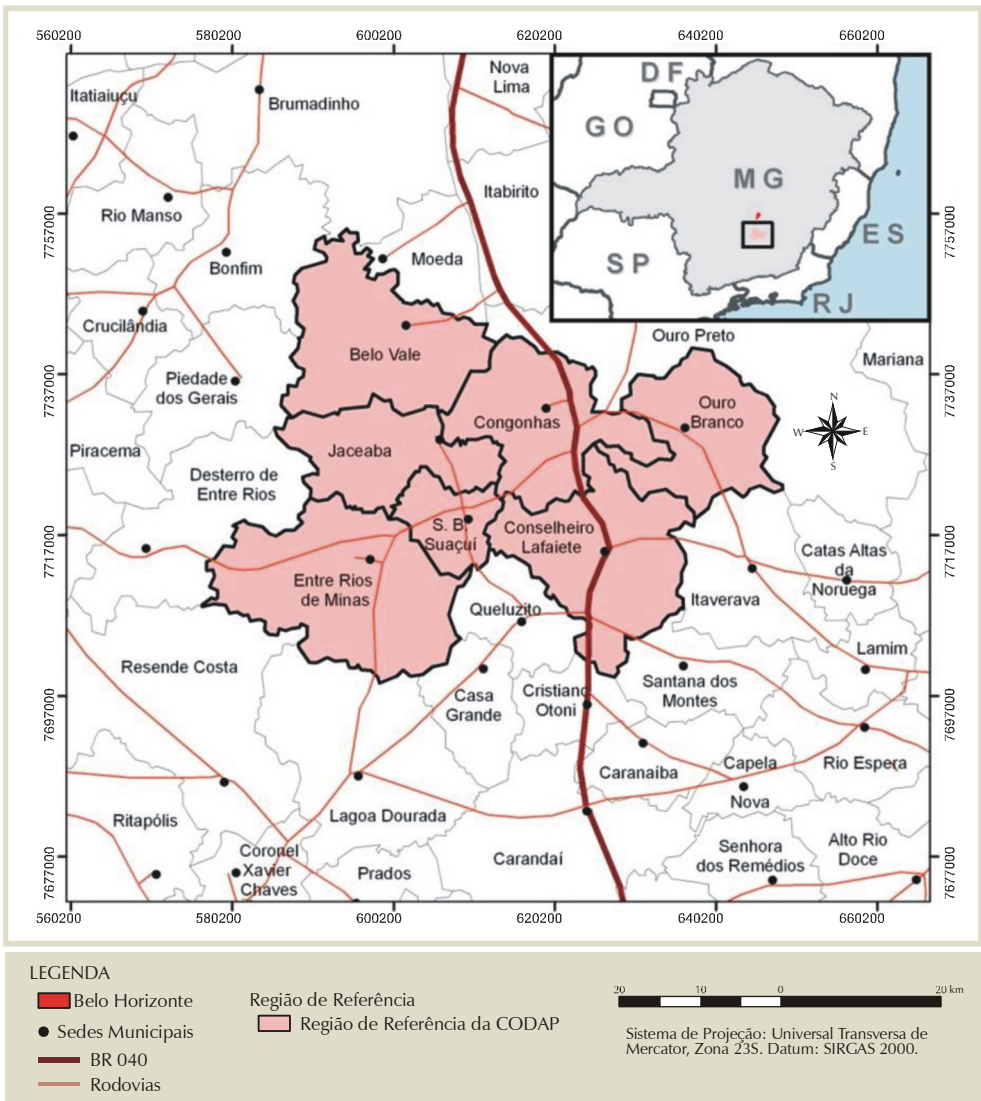 560200 580200 600200 620200 640200 660200
Nova
Lima
Itatiaiuçu
Brumadinho
DF
GO
MG
ES
SP
RJ
Itabirito
Rio Manso
7757000
7757000
Moeda
Bonfim
Crucilândia
Ouro Preto
Mariana
Belo Vale
7737000
7737000
Piedade
dos Gerais
Ouro
Branco
N
W E
S
Congonhas
Piracema
Jaceaba
Desterro de
Entre Rios
S. B.
Suaçuí
Conselheiro
Lafaiete
7717000
7717000
Catas Altas
da
Noruega
Entre Rios
de Minas
Queluzito
Itaverava
Lamim
Resende Costa
Santana dos
Montes
Casa
Grande
Cristiano
Otoni
7697000
7697000
Caranaíba
Capela
Nova
Rio Espera
Ritapólis
Lagoa Dourada
Coronel
Xavier
Chaves
Prados
Carandaí
Senhora
dos Remédios
Alto Rio
Doce
7677000
7677000
560200 580200 600200 620200 640200 660200
LEGENDA
Belo Horizonte
Sedes Municipais
BR 040
Rodovias
Região de Referência
Região de Referência da CODAP
20 10 0 20 km
Sistema de Projeção: Universal Transversa de
Mercator, Zona 23S. Datum: SIRGAS 2000.